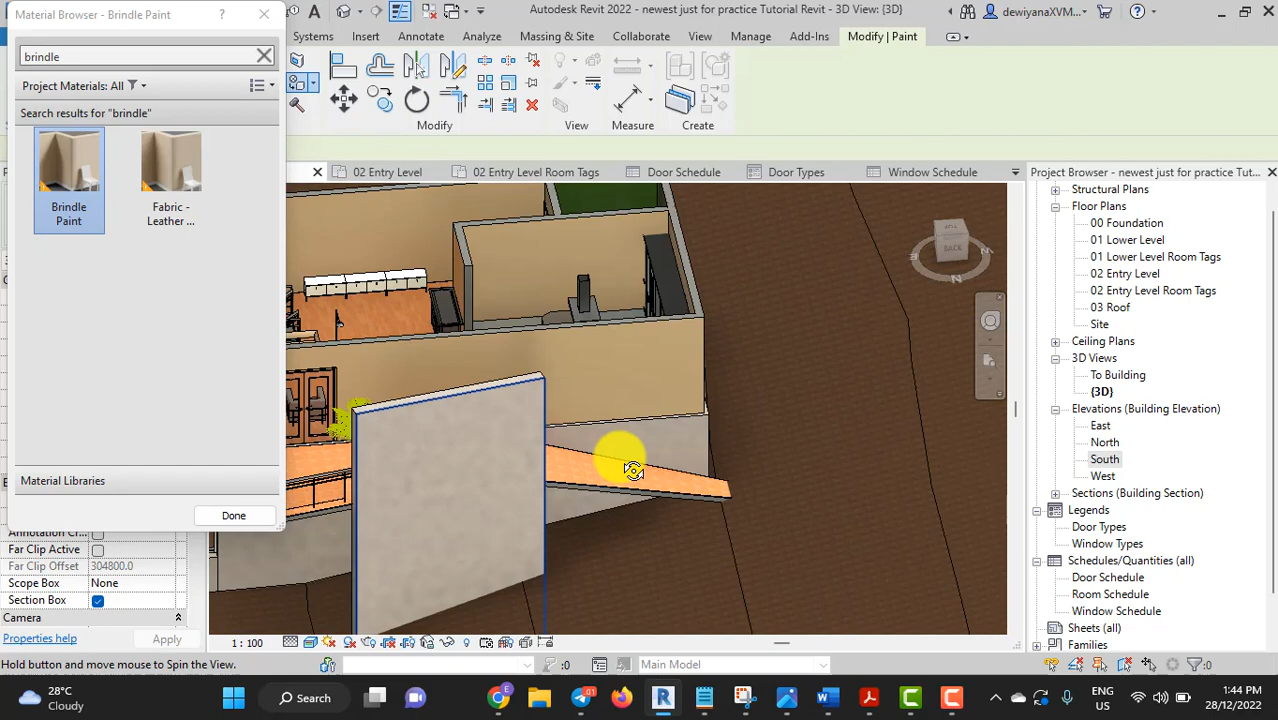 Material Browser - Brindle Paint
Autodesk Revit 2022 - newest just for practice Tutorial Revit - 3D View: {3D}
dewiyanaXVM...
brindle
Systems
Insert
Annotate
Analyze
Massing & Site
Collaborate
View
Manage
Add-Ins
Modify | Paint
Project Materials: All
Search results for "brindle"
Modify
View
Measure
Create
Brindle
Paint
Fabric -
Leather ...
02 Entry Level
02 Entry Level Room Tags
Door Schedule
Door Types
Window Schedule
Project Browser - newest just for practice Tut...
Structural Plans
Floor Plans
00 Foundation
01 Lower Level
01 Lower Level Room Tags
02 Entry Level
02 Entry Level Room Tags
03 Roof
Site
Ceiling Plans
3D Views
To Building
{3D}
Elevations (Building Elevation)
East
North
South
West
Sections (Building Section)
Legends
Door Types
Window Types
Schedules/Quantities (all)
Door Schedule
Room Schedule
Window Schedule
Sheets (all)
Families
BACK
N
Material Libraries
Done
Far Clip Active
Far Clip Offset
304800.0
Scope Box
None
Section Box
Camera
Properties help
Apply
1 : 100
Hold button and move mouse to Spin the View.
:0
Main Model
:0
28°C
Cloudy
Search
01
ENG
US
1:44 PM
28/12/2022